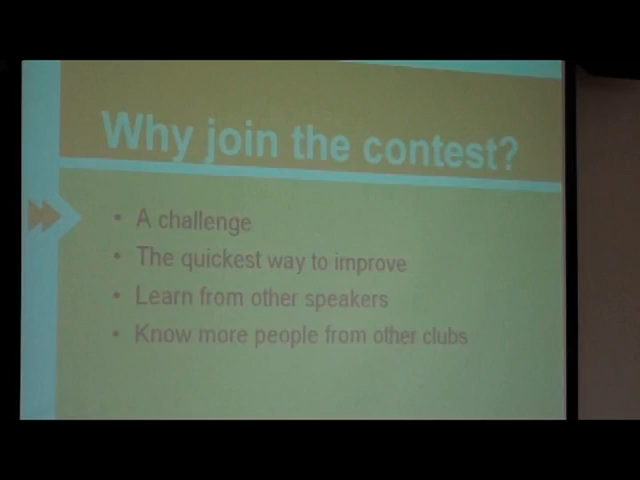 Why join the contest?
• A challenge
• The quickest way to improve
• Learn from other speakers
• Know more people from other clubs